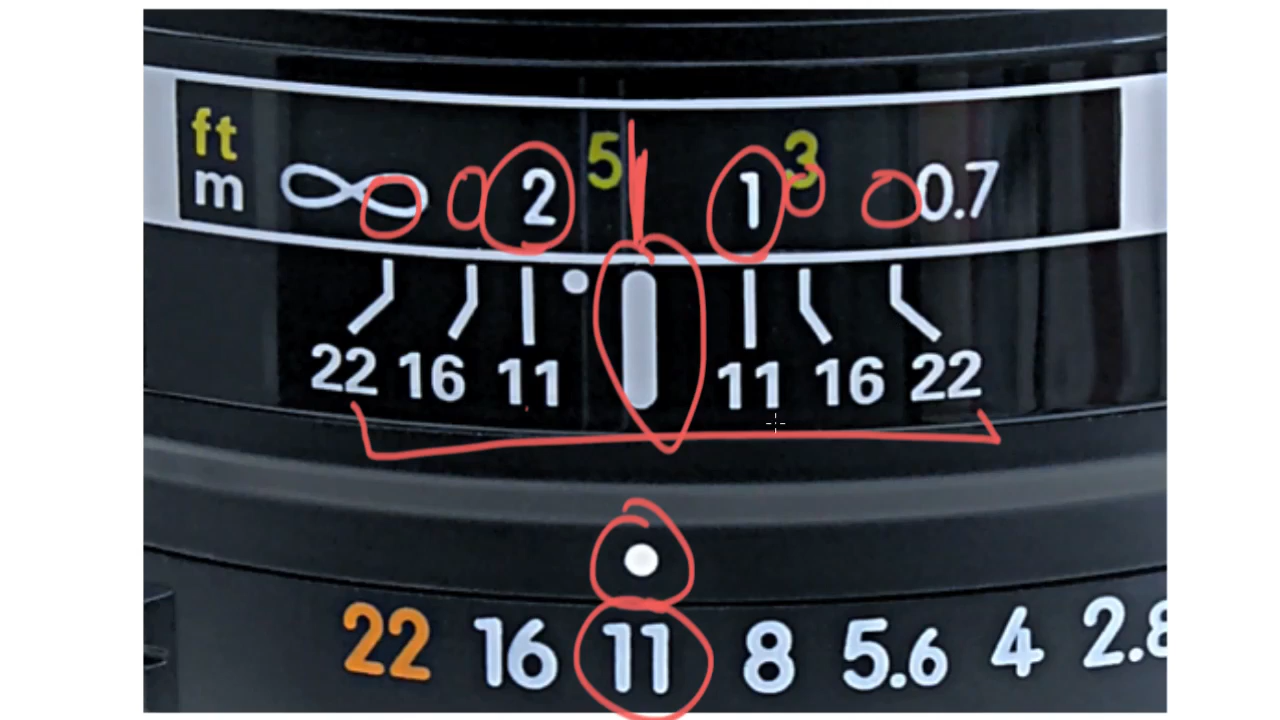 ft 5 3
m ∞ 2 1 0.7
22 16 11 11 16 22
22 16 11 8 5.6 4 2.8